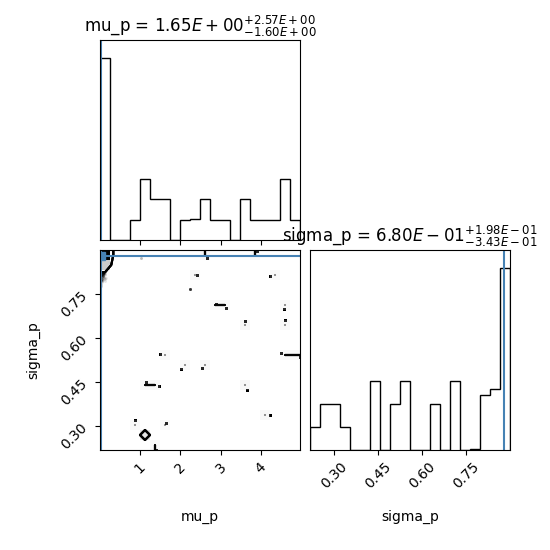 mu_p = 1.65E + 00 +2.57E + 00 −1.60E + 00
sigma_p = 6.80E − 01 +1.98E − 01 −3.43E − 01
sigma_p
0.75
0.60
0.45
0.30
1 2 3 4
mu_p
0.30 0.45 0.60 0.75
sigma_p